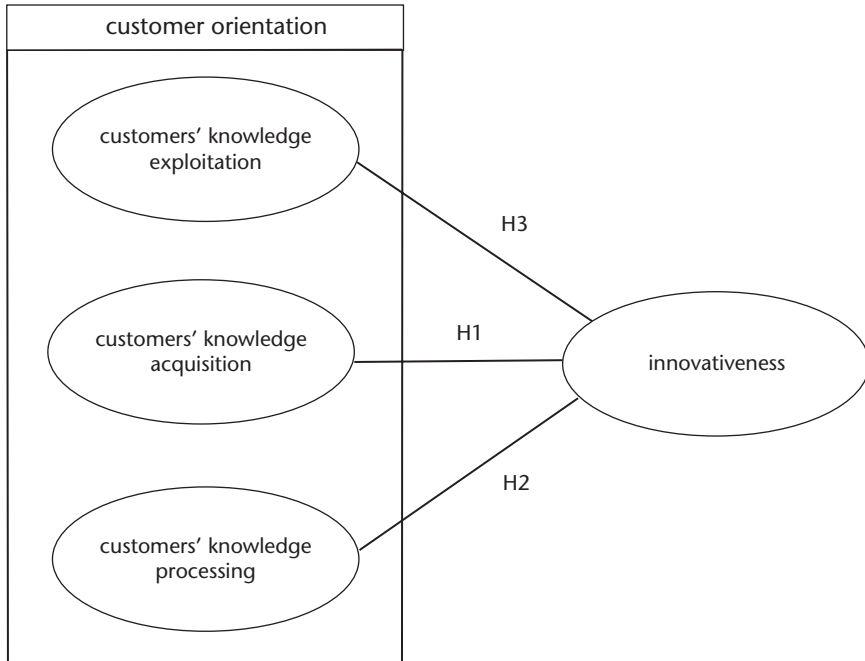 customer orientation
customers’ knowledge
exploitation
H3
customers’ knowledge
acquisition
H1
innovativeness
H2
customers’ knowledge
processing